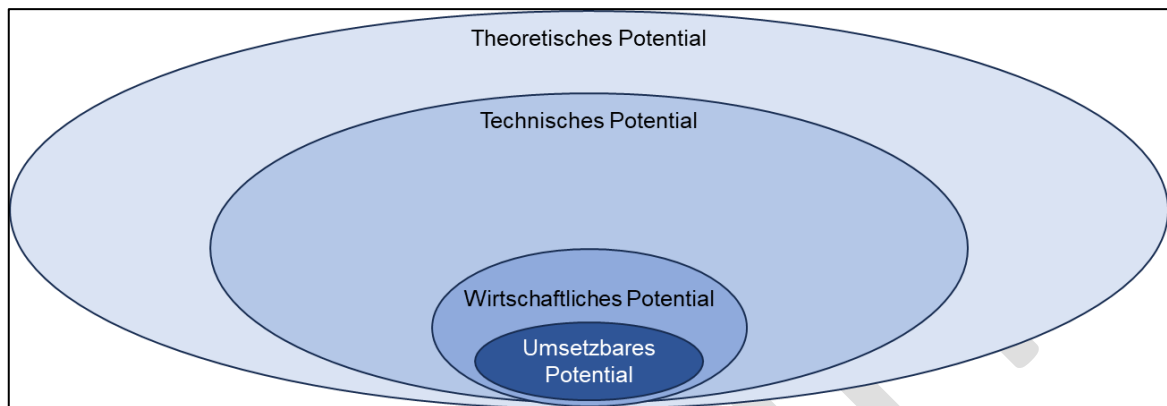 Theoretisches Potential
Technisches Potential
Wirtschaftliches Potential
Umsetzbares
Potential